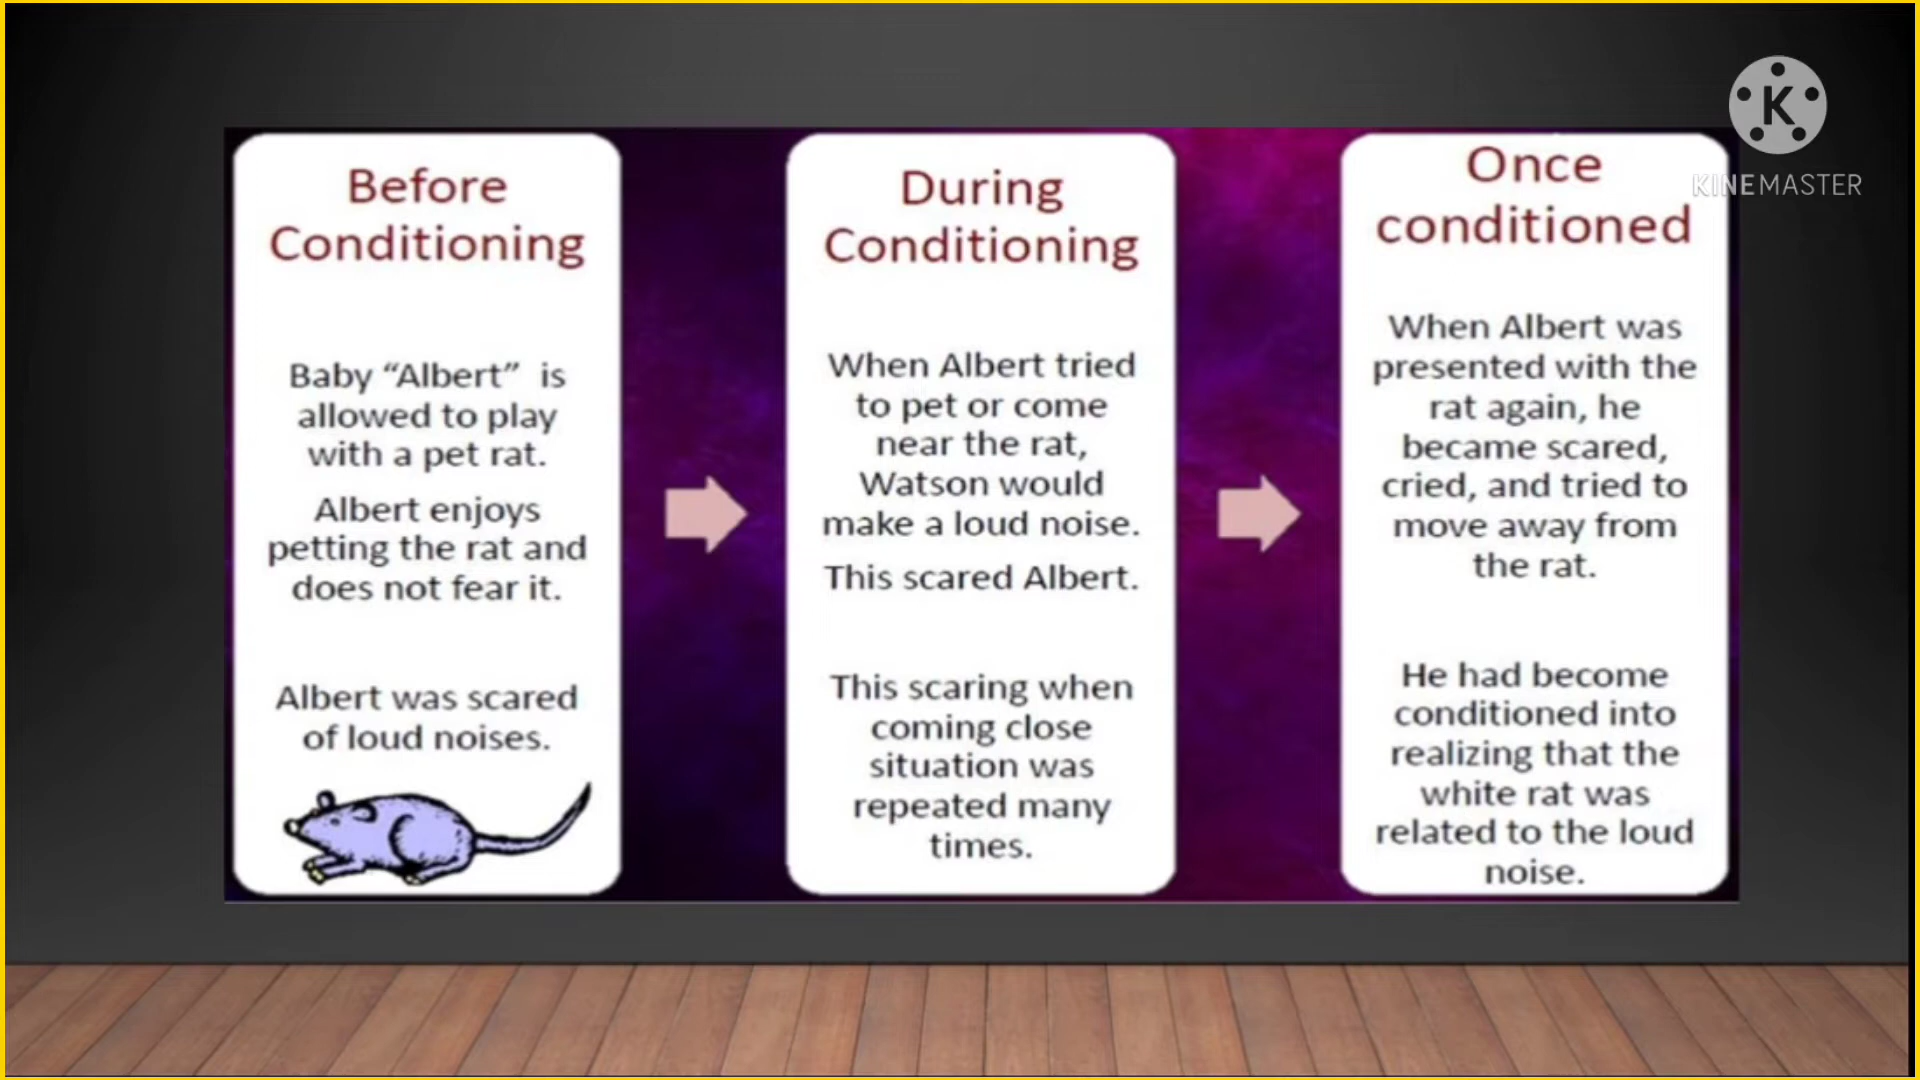 Before
Conditioning
Baby “Albert” is
allowed to play
with a pet rat.
Albert enjoys
petting the rat and
does not fear it.
Albert was scared
of loud noises.
During
Conditioning
When Albert tried
to pet or come
near the rat,
Watson would
make a loud noise.
This scared Albert.
This scaring when
coming close
situation was
repeated many
times.
Once
conditioned
When Albert was
presented with the
rat again, he
became scared,
cried, and tried to
move away from
the rat.
He had become
conditioned into
realizing that the
white rat was
related to the loud
noise.
K
KINEMASTER